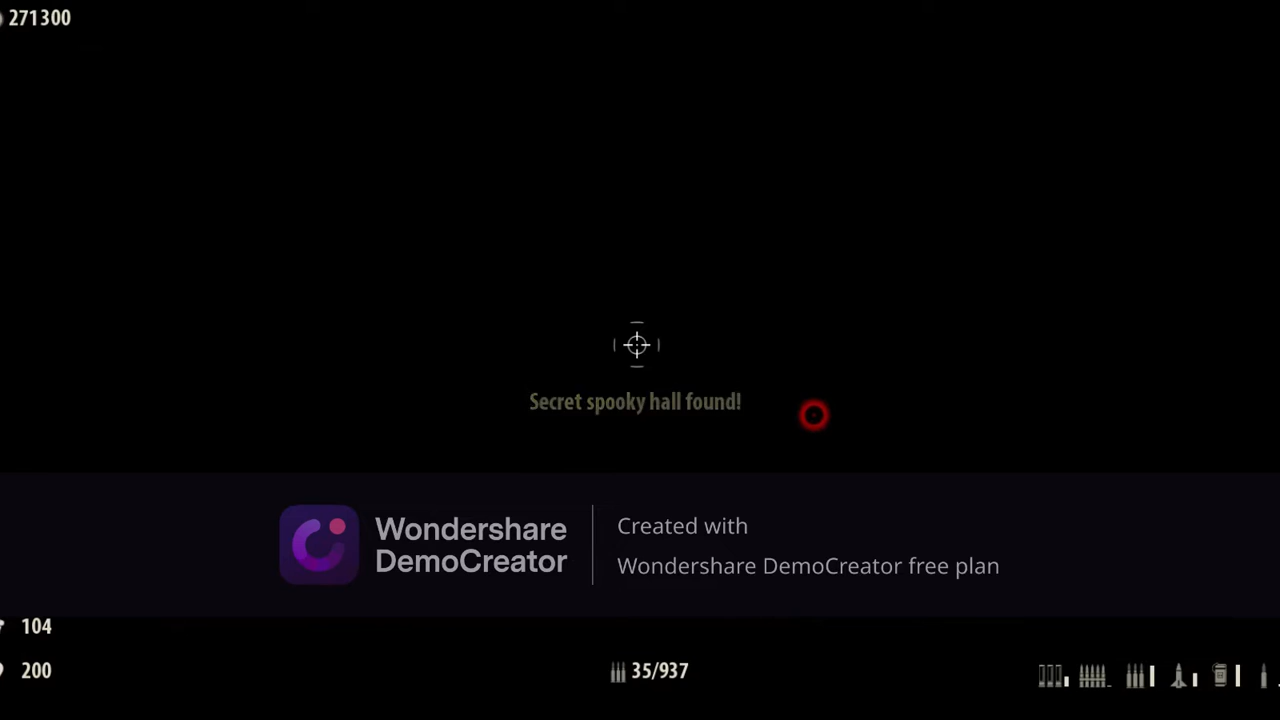 271300
Secret spooky hall found!
Wondershare
DemoCreator
Created with
Wondershare DemoCreator free plan
104
200
35/937